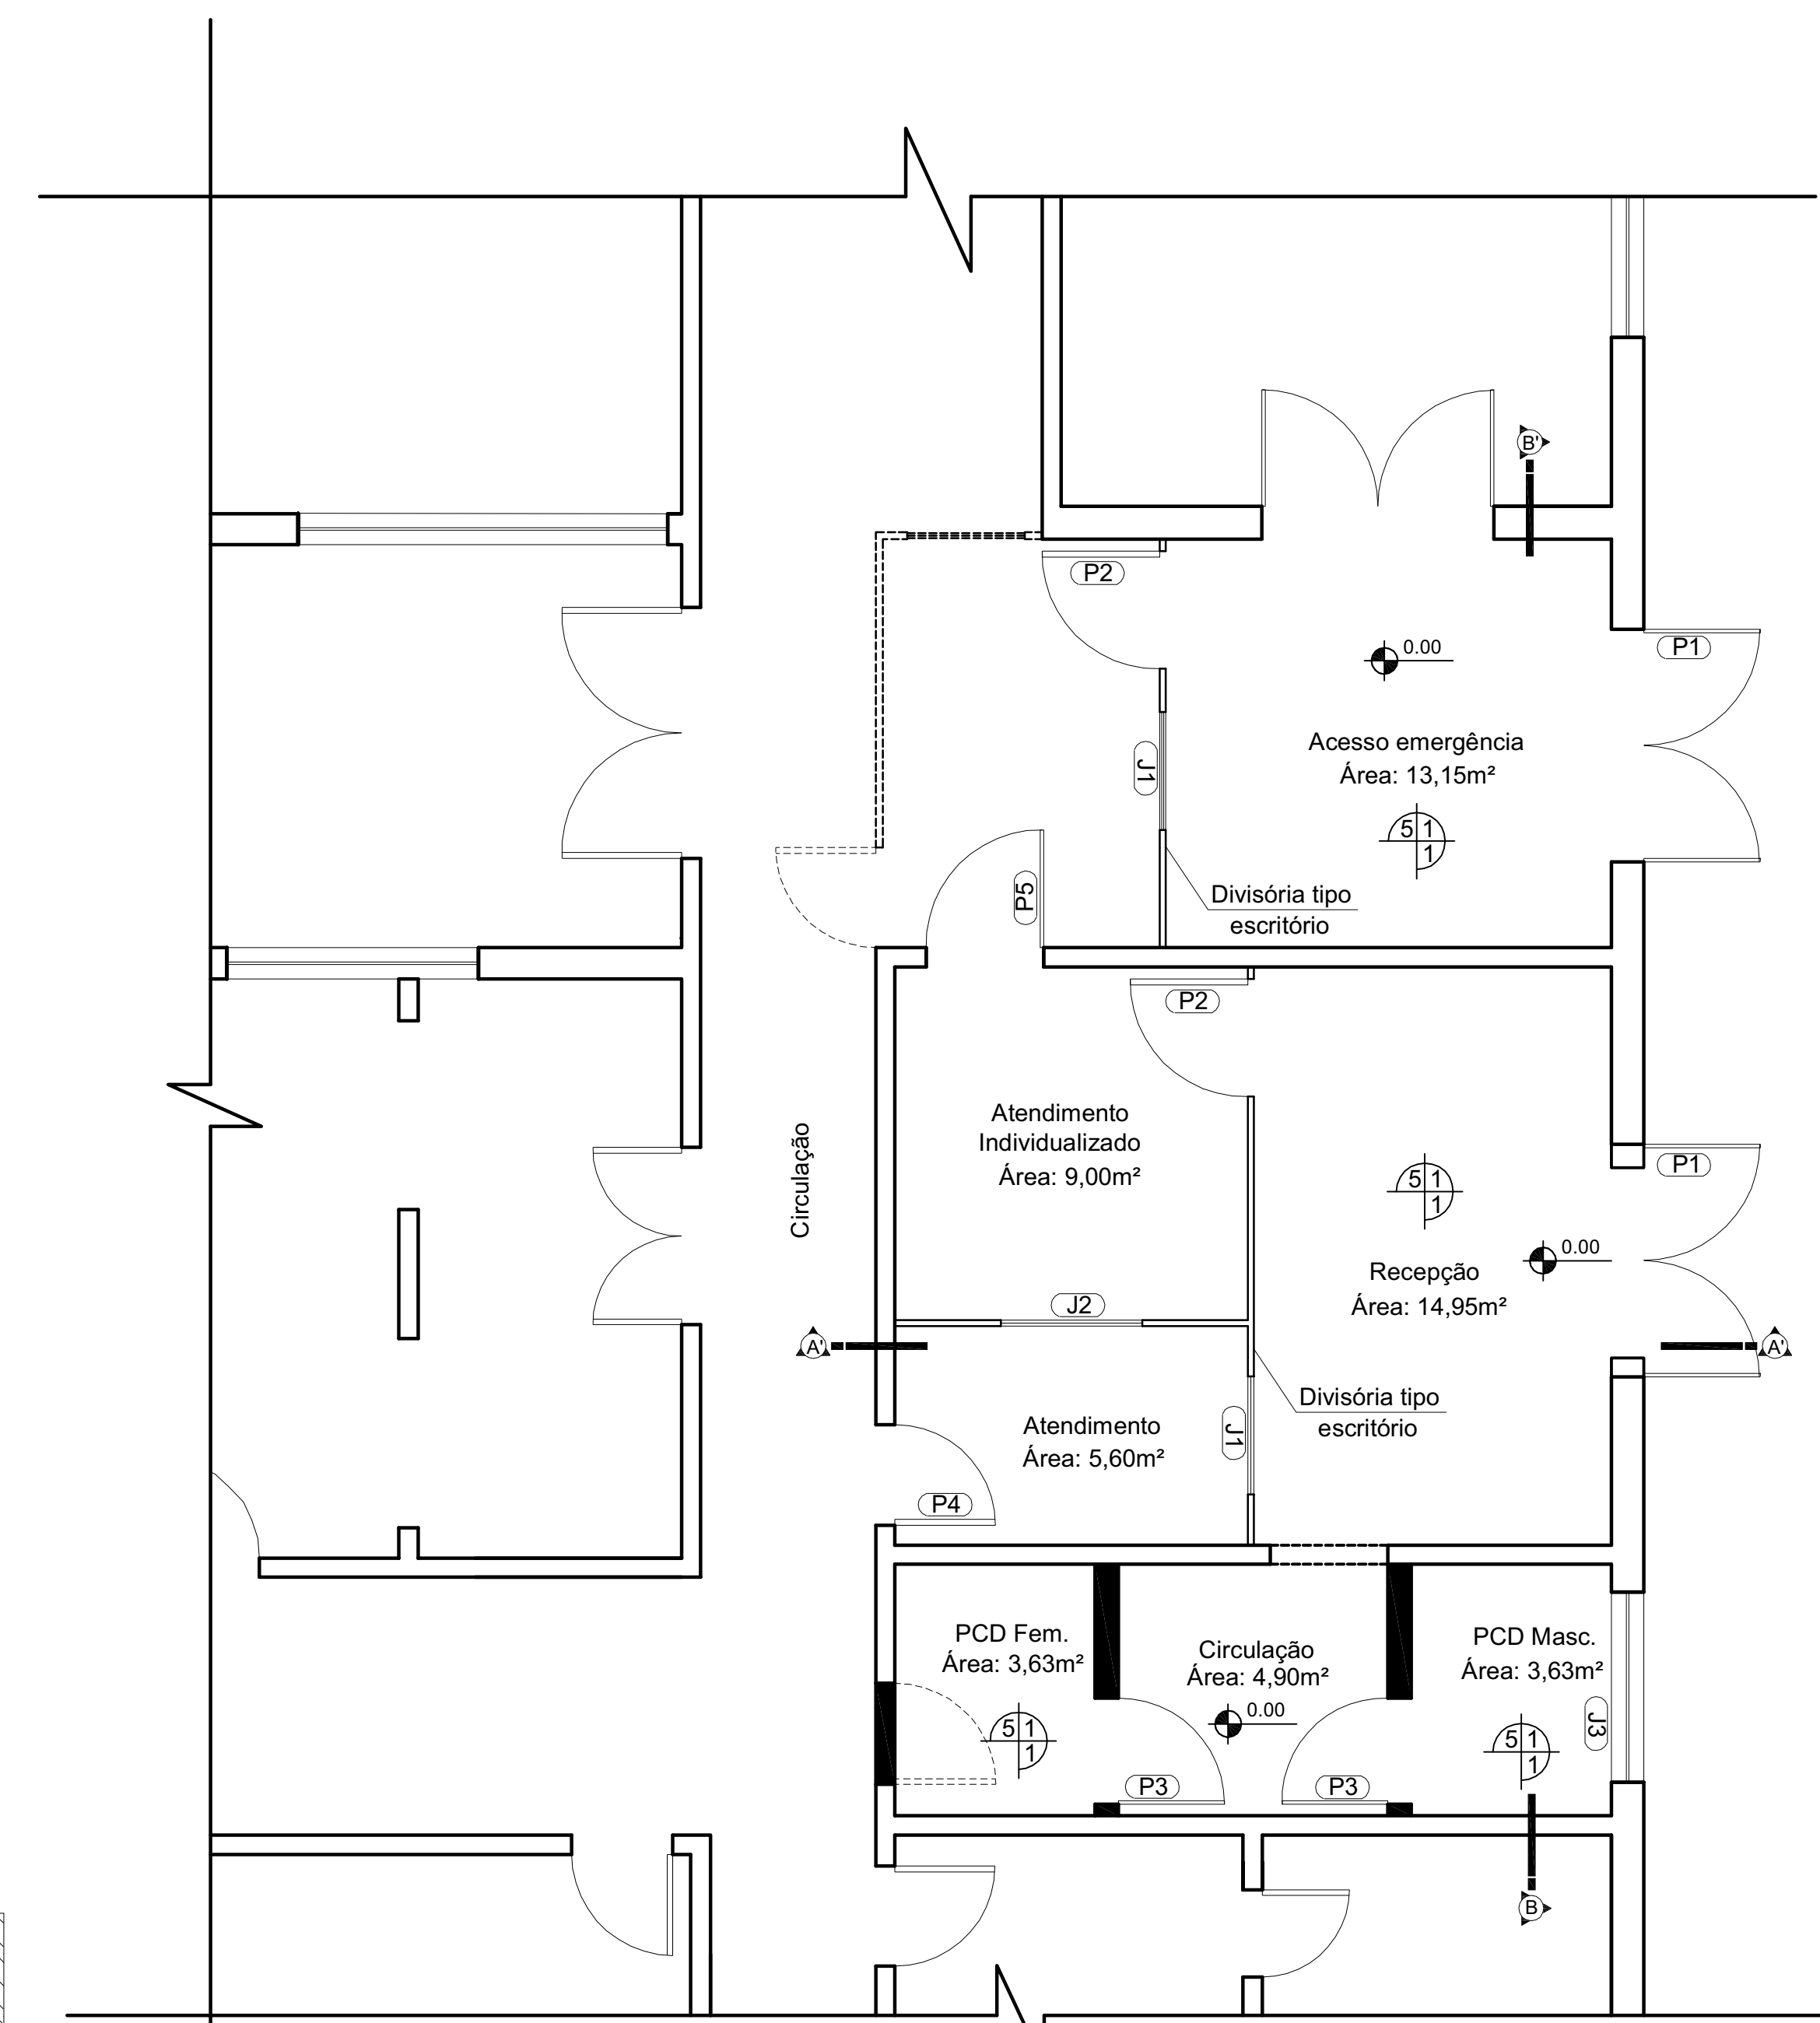 B'
P2
0.00
P1
Acesso emergência
Área: 13,15m²
J1
5 1
1
P5
Divisória tipo
escritório
P2
Atendimento
Individualizado
Área: 9,00m²
Circulação
P1
5 1
1
0.00
Recepção
Área: 14,95m²
J2
A'
A'
Divisória tipo
escritório
Atendimento
Área: 5,60m²
J1
P4
PCD Fem.
Área: 3,63m²
Circulação
Área: 4,90m²
PCD Masc.
Área: 3,63m²
0.00
J3
5 1
1
5 1
1
P3
P3
B